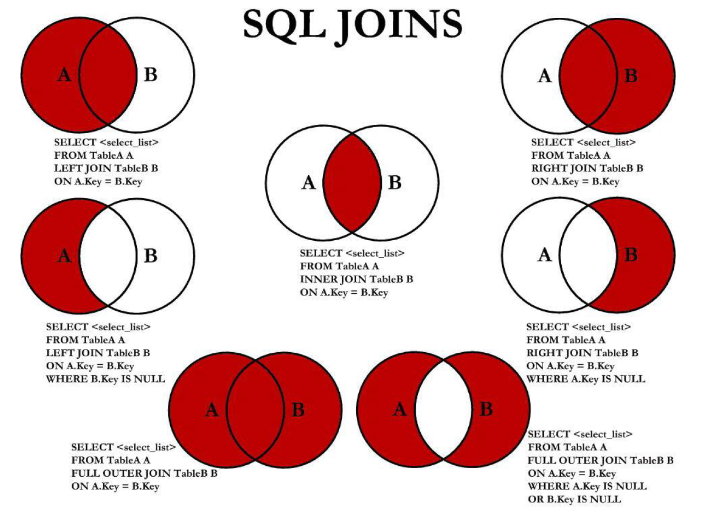 SQL JOINS
A B
SELECT <select_list>
FROM TableA A
LEFT JOIN TableB B
ON A.Key = B.Key
A B
SELECT <select_list>
FROM TableA A
RIGHT JOIN TableB B
ON A.Key = B.Key
A B
SELECT <select_list>
FROM TableA A
INNER JOIN TableB B
ON A.Key = B.Key
A B
SELECT <select_list>
FROM TableA A
LEFT JOIN TableB B
ON A.Key = B.Key
WHERE B.Key IS NULL
A B
SELECT <select_list>
FROM TableA A
RIGHT JOIN TableB B
ON A.Key = B.Key
WHERE A.Key IS NULL
A B
SELECT <select_list>
FROM TableA A
FULL OUTER JOIN TableB B
ON A.Key = B.Key
A B
SELECT <select_list>
FROM TableA A
FULL OUTER JOIN TableB B
ON A.Key = B.Key
WHERE A.Key IS NULL
OR B.Key IS NULL